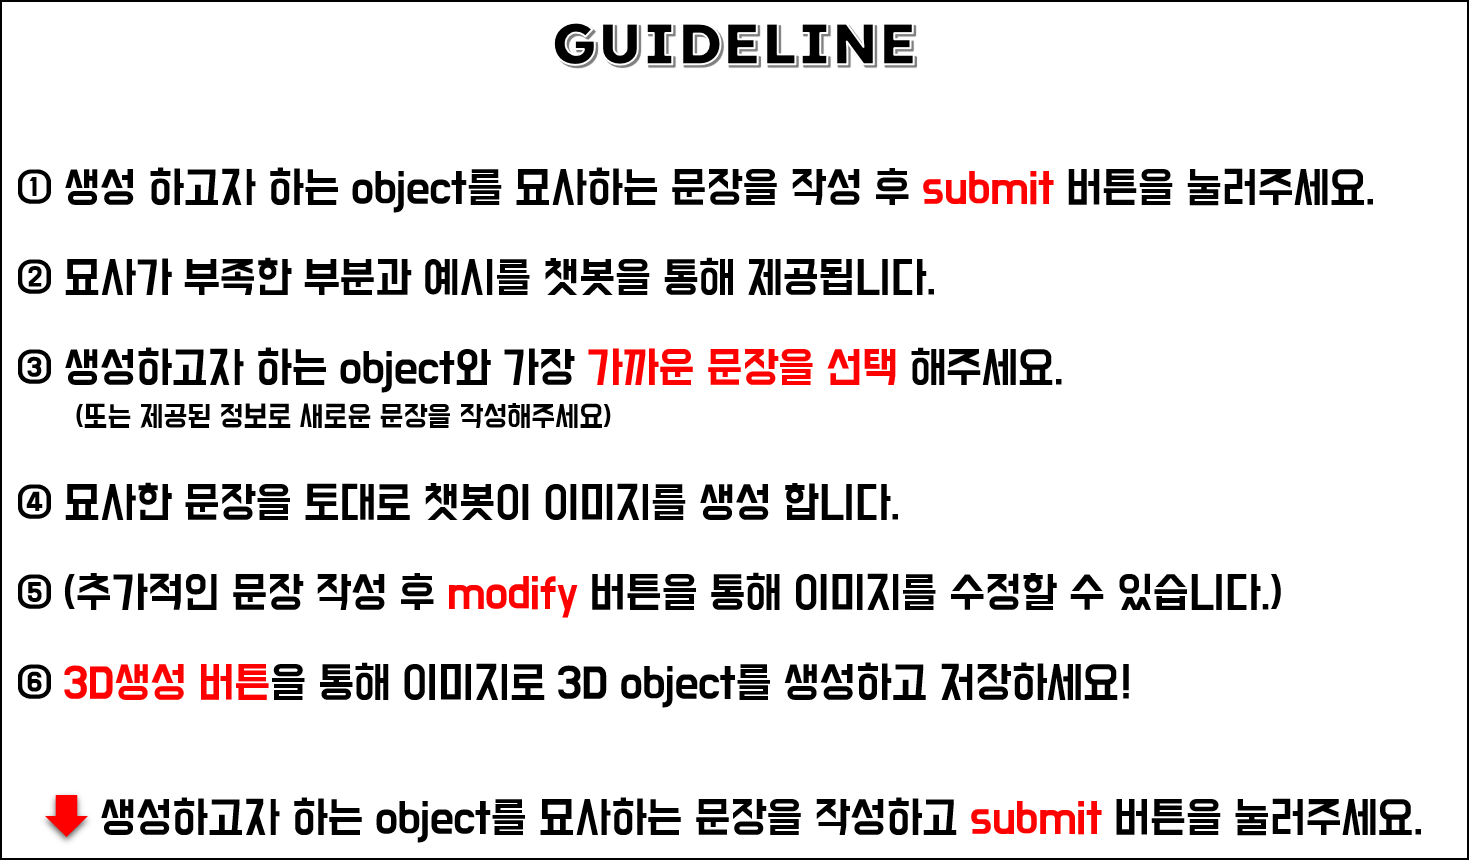 GUIDELINE
① 생성 하고자 하는 object를 묘사하는 문장을 작성 후 submit 버튼을 눌러주세요.
② 묘사가 부족한 부분과 예시를 챗봇을 통해 제공됩니다.
③ 생성하고자 하는 object와 가장 가까운 문장을 선택 해주세요.
(또는 제공된 정보로 새로운 문장을 작성해주세요)
④ 묘사한 문장을 토대로 챗봇이 이미지를 생성 합니다.
⑤ (추가적인 문장 작성 후 modify 버튼을 통해 이미지를 수정할 수 있습니다.)
⑥ 3D생성 버튼을 통해 이미지로 3D object를 생성하고 저장하세요!
생성하고자 하는 object를 묘사하는 문장을 작성하고 submit 버튼을 눌러주세요.